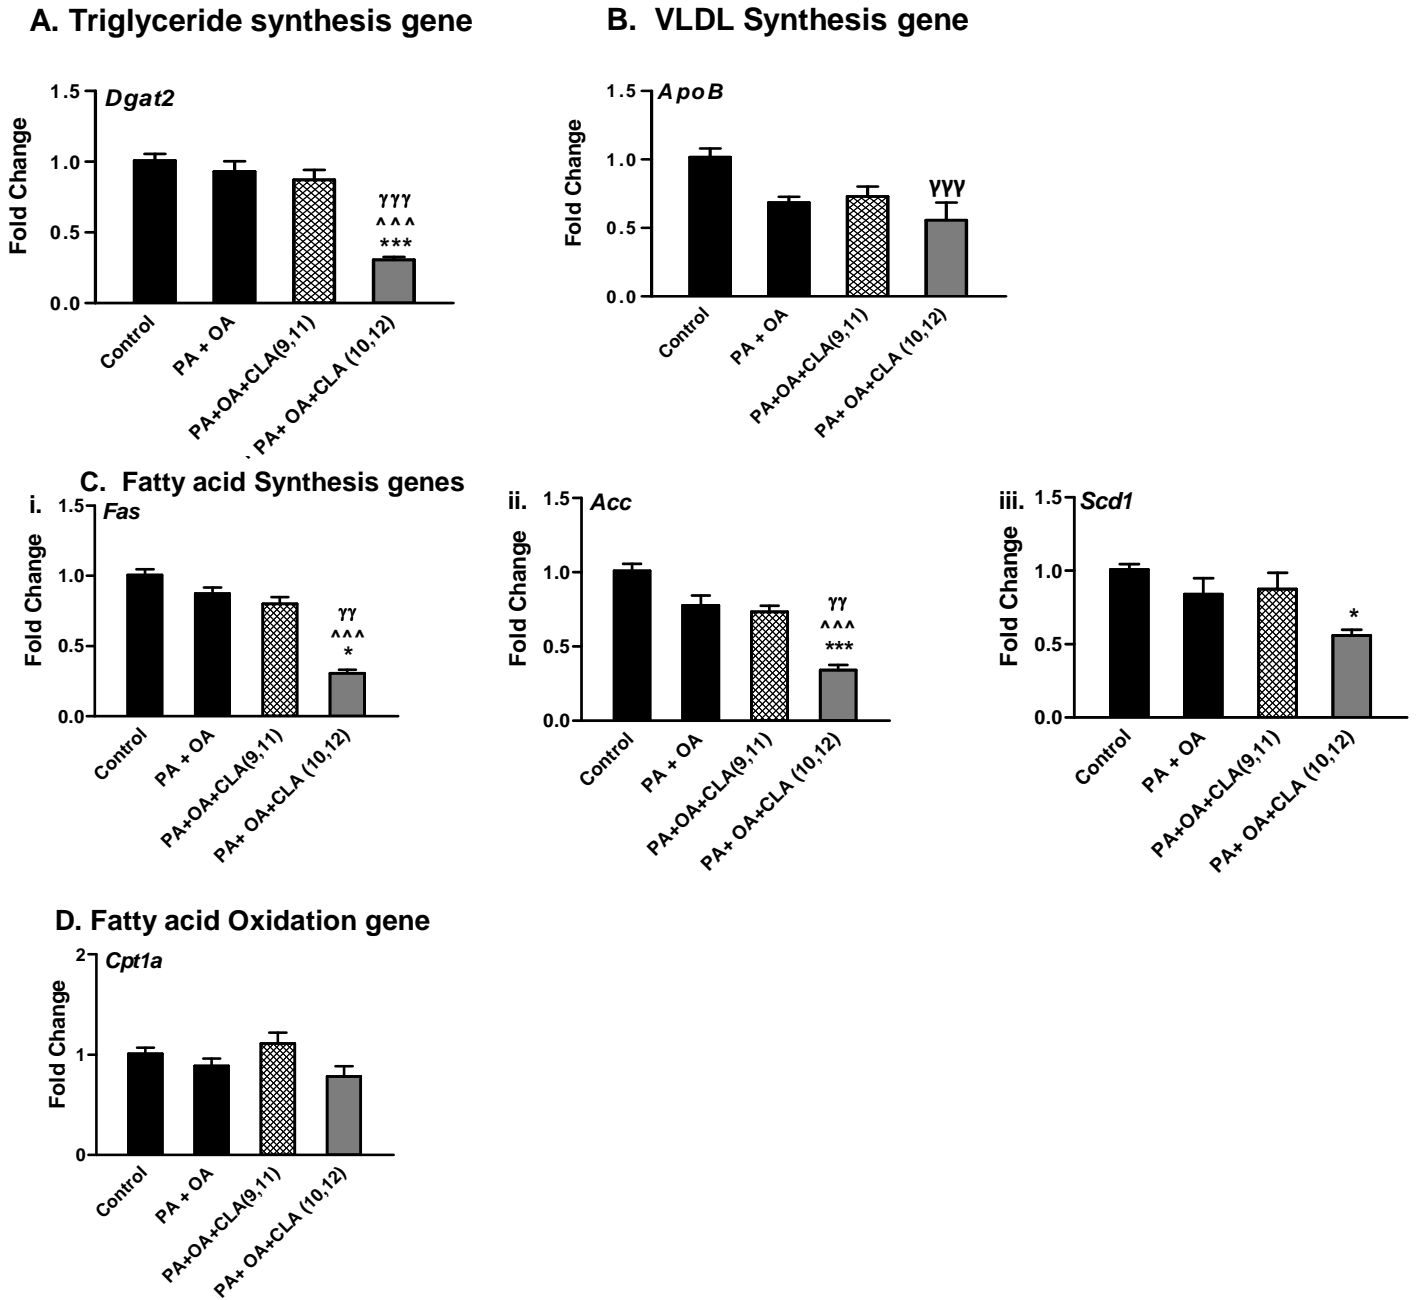 A. Triglyceride synthesis gene
B. VLDL Synthesis gene
Dgat2
Fold Change
1.5
1.0
0.5
0.0
γγγ
^^^
***
Control
PA + OA
PA+OA+CLA(9,11)
PA+ OA+CLA (10,12)
ApoB
Fold Change
1.5
1.0
0.5
0.0
γγγ
Control
PA + OA
PA+OA+CLA(9,11)
PA+ OA+CLA (10,12)
C. Fatty acid Synthesis genes
i.
Fas
Fold Change
1.5
1.0
0.5
0.0
γγ
^^^
*
Control
PA + OA
PA+OA+CLA(9,11)
PA+ OA+CLA (10,12)
ii.
Acc
Fold Change
1.5
1.0
0.5
0.0
γγ
^^^
***
Control
PA + OA
PA+OA+CLA(9,11)
PA+ OA+CLA (10,12)
iii.
Scd1
Fold Change
1.5
1.0
0.5
0.0
*
Control
PA + OA
PA+OA+CLA(9,11)
PA+ OA+CLA (10,12)
D. Fatty acid Oxidation gene
Cpt1a
Fold Change
2
1
0
Control
PA + OA
PA+OA+CLA(9,11)
PA+ OA+CLA (10,12)